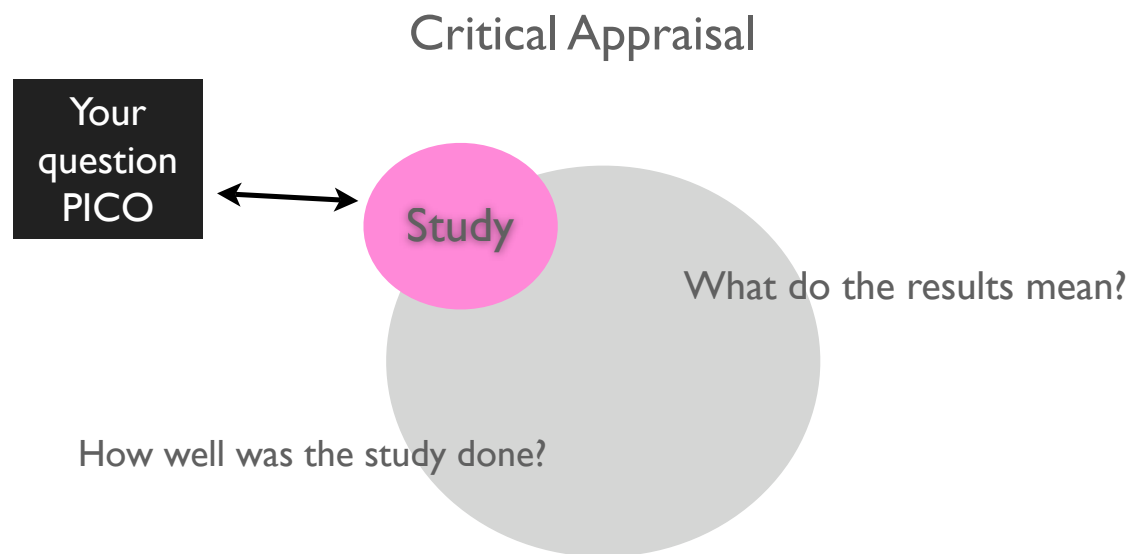 Critical Appraisal
Your
question
PICO
Study
What do the results mean?
How well was the study done?